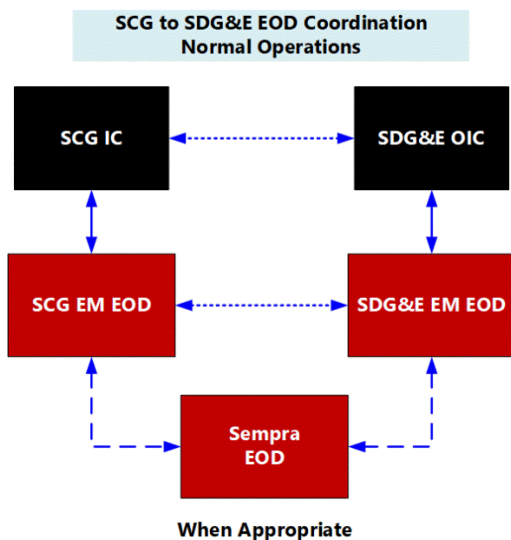 SCG to SDG&E EOD Coordination
Normal Operations
SCG IC
SDG&E OIC
SCG EM EOD
SDG&E EM EOD
Sempra
EOD
When Appropriate